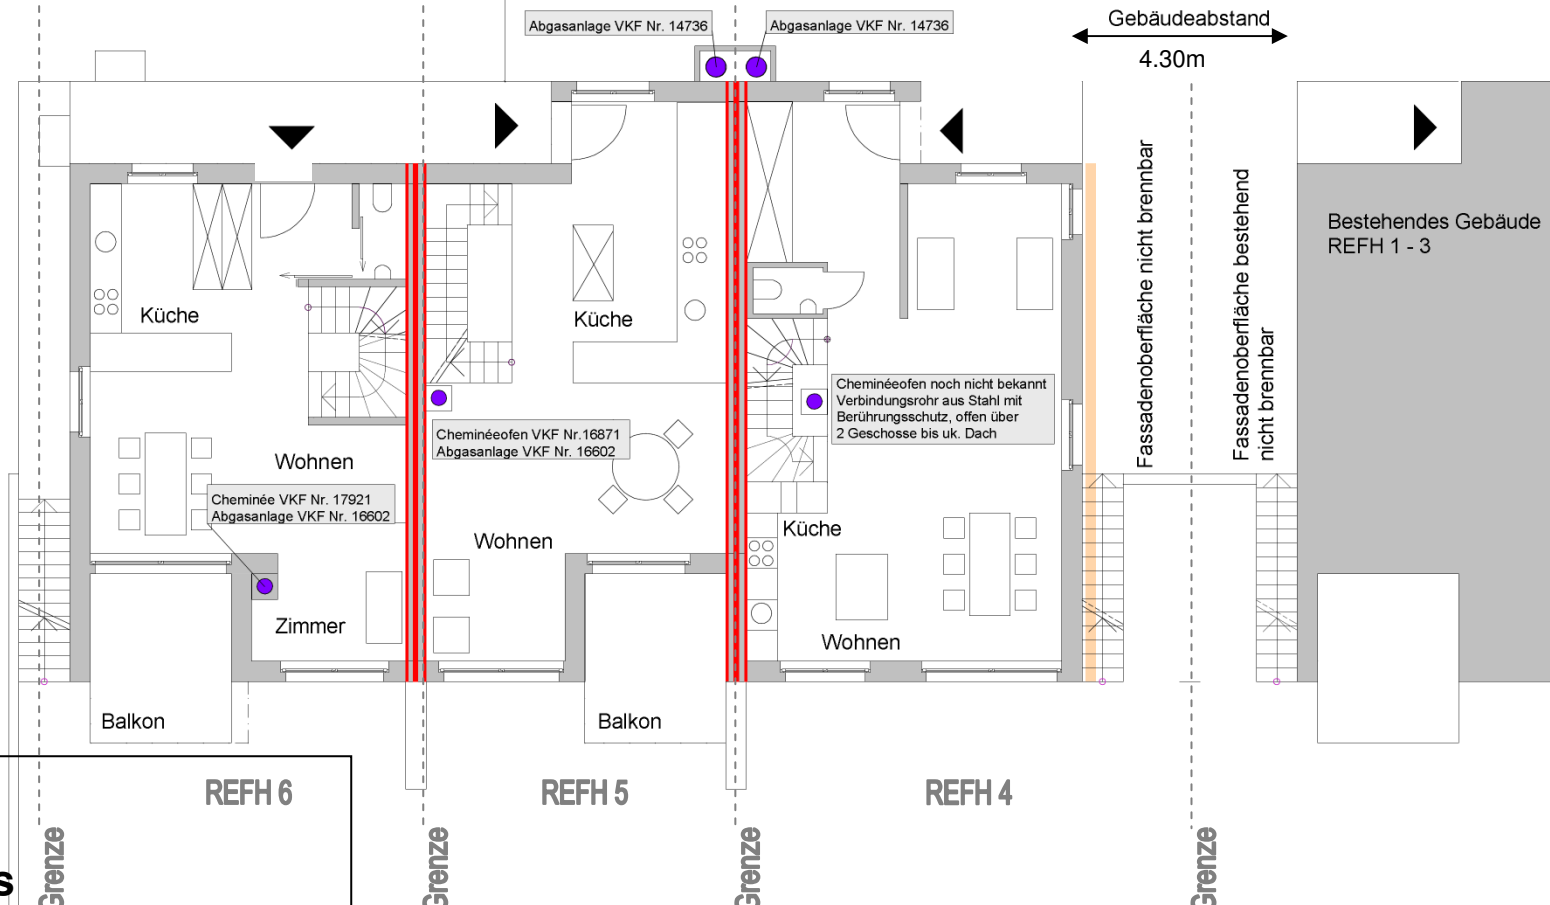 Abgasanlage VKF Nr. 14736
Abgasanlage VKF Nr. 14736
Gebäudeabstand
4.30m
Fassadenoberfläche nicht brennbar
Fassadenoberfläche bestehend
nicht brennbar
Bestehendes Gebäude
REFH 1 - 3
Küche
Küche
Cheminéeofen noch nicht bekannt
Verbindungsrohr aus Stahl mit
Berührungsschutz, offen über
2 Geschosse bis uk. Dach
Cheminéeofen VKF Nr.16871
Abgasanlage VKF Nr. 16602
Wohnen
Cheminée VKF Nr. 17921
Abgasanlage VKF Nr. 16602
Küche
Wohnen
Zimmer
Wohnen
Balkon
Balkon
REFH 6
REFH 5
REFH 4
Grenze
Grenze
Grenze
Grenze
s